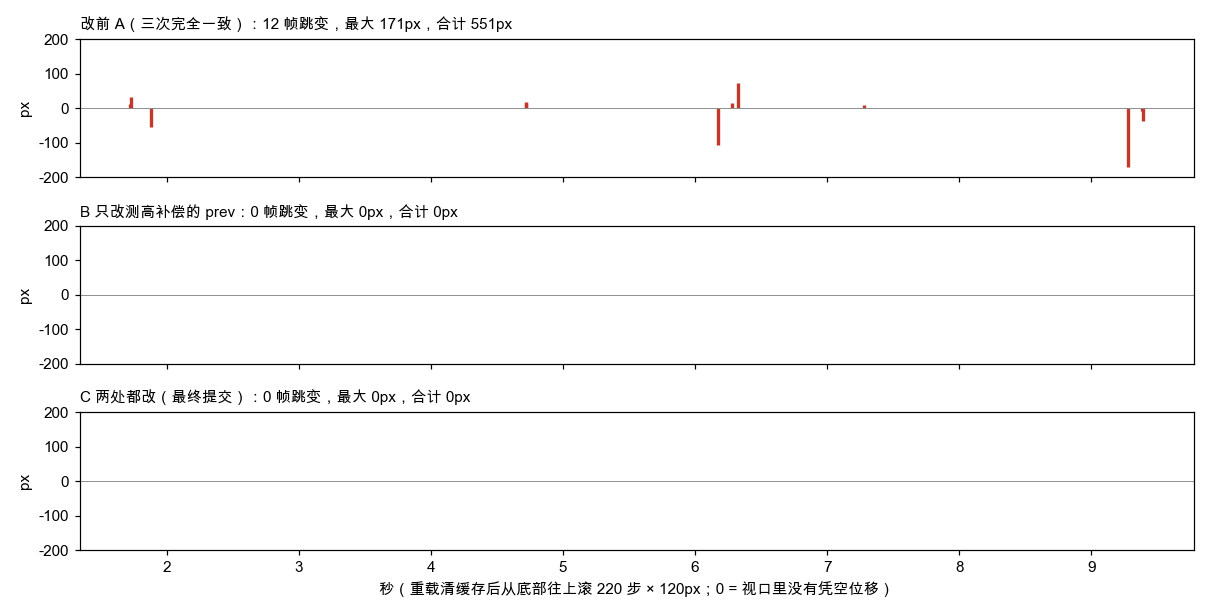 改前 A（三次完全一致）：12 帧跳变，最大 171px，合计 551px
200
100
0
-100
-200
px
B 只改测高补偿的 prev：0 帧跳变，最大 0px，合计 0px
200
100
0
-100
-200
px
C 两处都改（最终提交）：0 帧跳变，最大 0px，合计 0px
200
100
0
-100
-200
px
2 3 4 5 6 7 8 9
秒（重载清缓存后从底部往上滚 220 步 × 120px；0 = 视口里没有凭空位移）